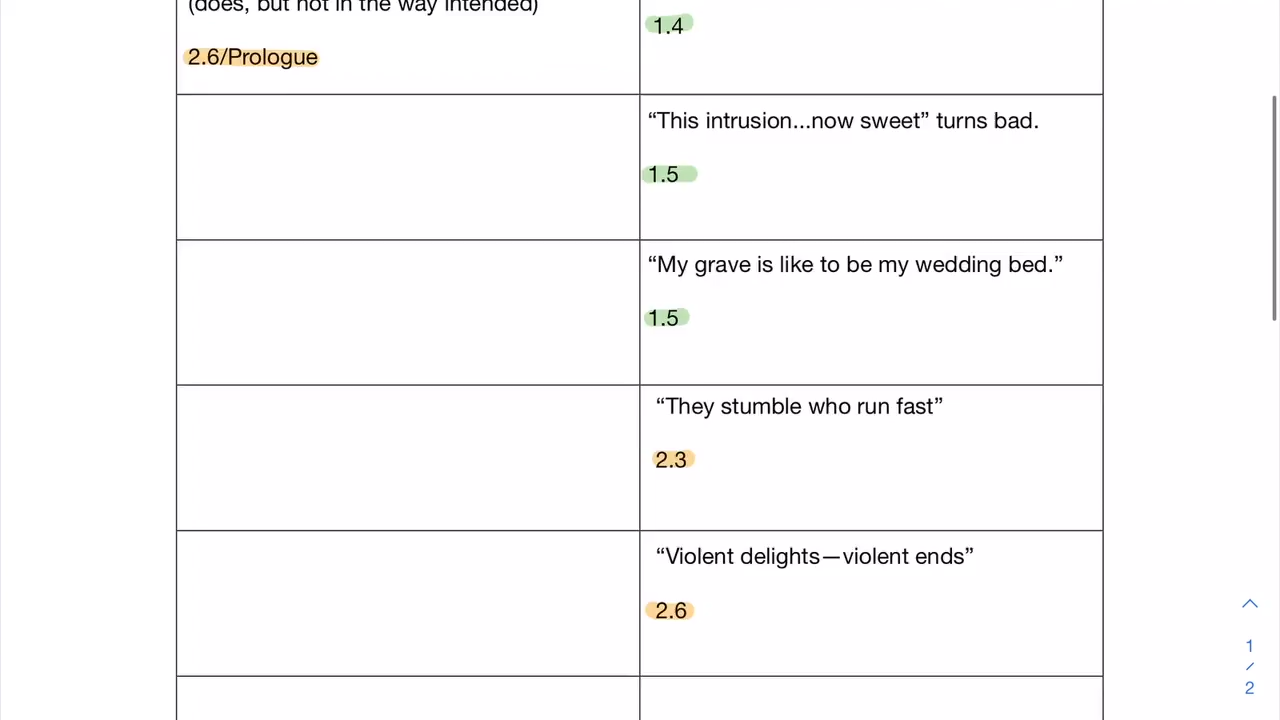 (does, but not in the way intended)
2.6/Prologue
1.4
“This intrusion...now sweet” turns bad.
1.5
“My grave is like to be my wedding bed.”
1.5
“They stumble who run fast”
2.3
“Violent delights—violent ends”
2.6
1
/
2